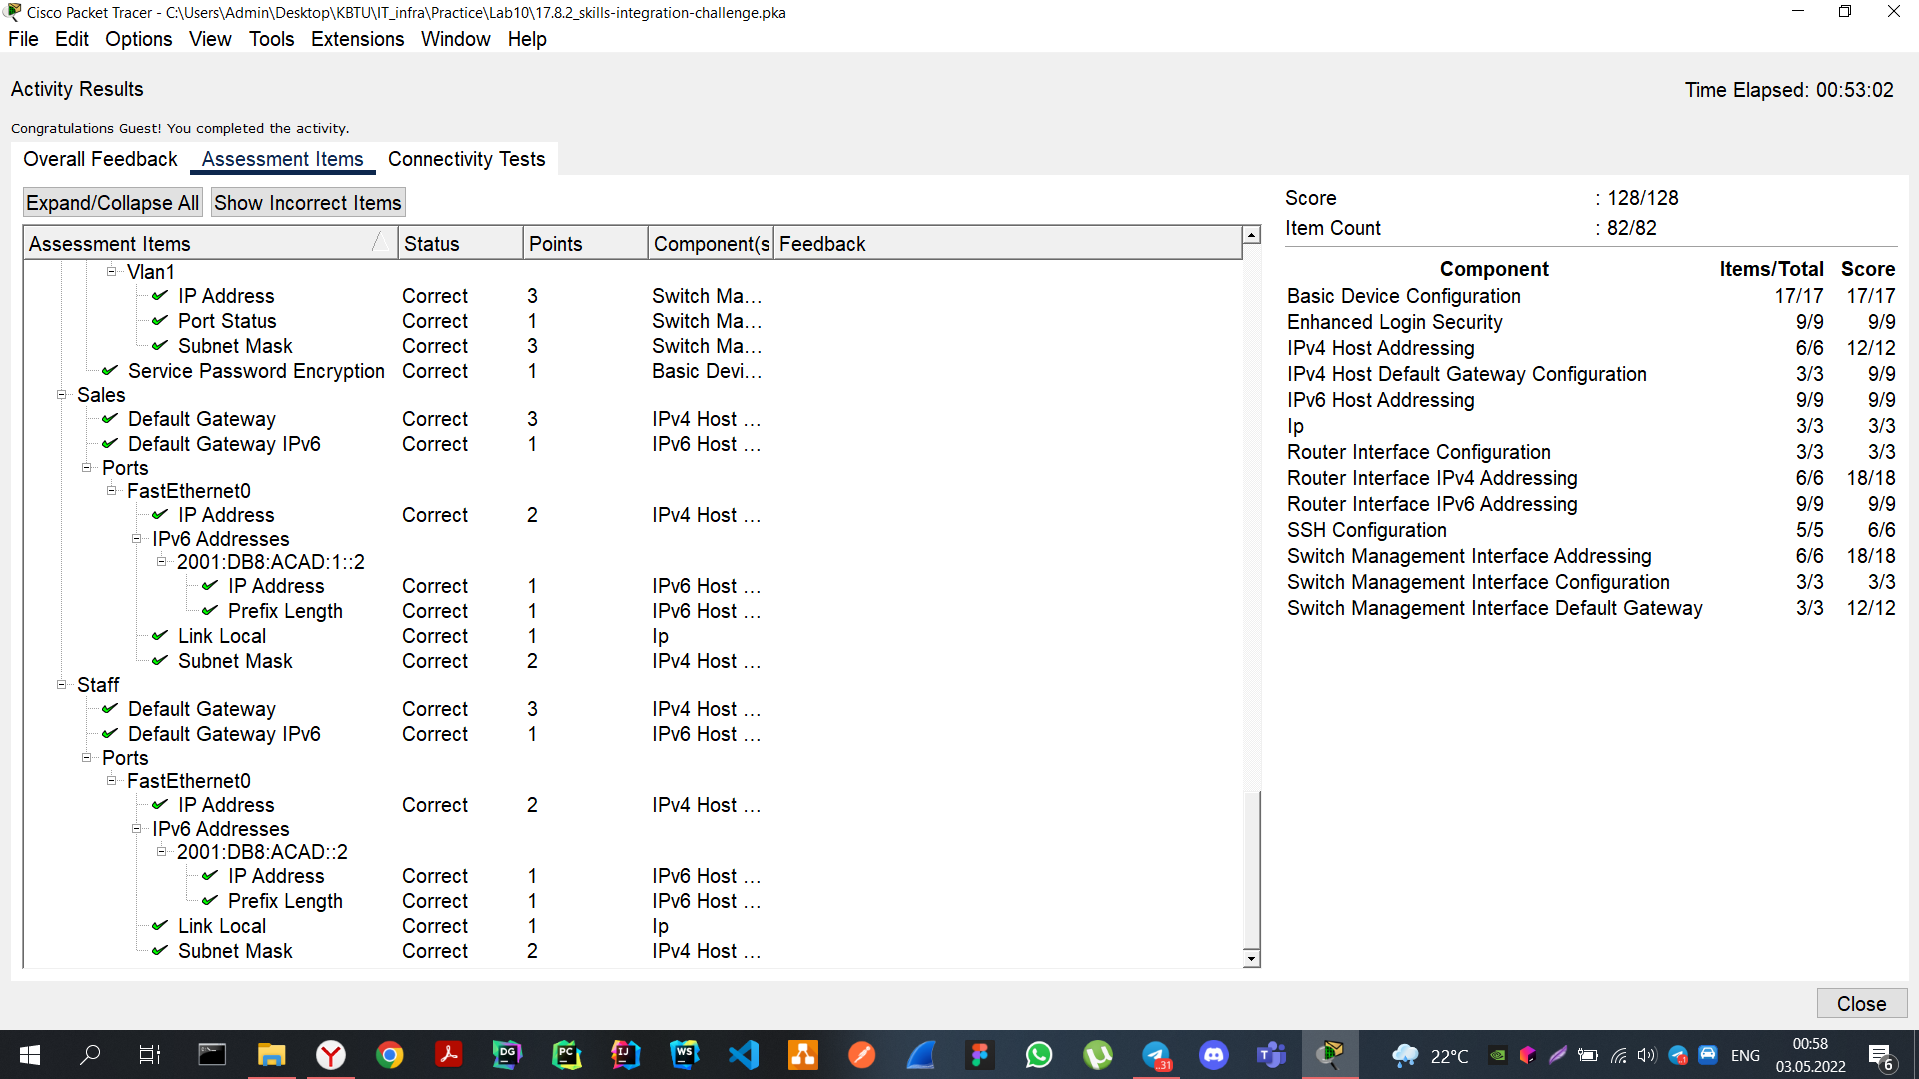 Cisco Packet Tracer - C:\Users\Admin\Desktop\KBTU\IT_infra\Practice\Lab10\17.8.2_skills-integration-challenge.pka
File Edit Options View Tools Extensions Window Help
Activity Results
Time Elapsed: 00:53:02
Congratulations Guest! You completed the activity.
Overall Feedback Assessment Items Connectivity Tests
Expand/Collapse All Show Incorrect Items
Assessment Items Status Points Component(s Feedback
Vlan1
IP Address Correct 3 Switch Ma...
Port Status Correct 1 Switch Ma...
Subnet Mask Correct 3 Switch Ma...
Service Password Encryption Correct 1 Basic Devi...
Sales
Default Gateway Correct 3 IPv4 Host ...
Default Gateway IPv6 Correct 1 IPv6 Host ...
Ports
FastEthernet0
IP Address Correct 2 IPv4 Host ...
IPv6 Addresses
2001:DB8:ACAD:1::2
IP Address Correct 1 IPv6 Host ...
Prefix Length Correct 1 IPv6 Host ...
Link Local Correct 1 Ip
Subnet Mask Correct 2 IPv4 Host ...
Staff
Default Gateway Correct 3 IPv4 Host ...
Default Gateway IPv6 Correct 1 IPv6 Host ...
Ports
FastEthernet0
IP Address Correct 2 IPv4 Host ...
IPv6 Addresses
2001:DB8:ACAD::2
IP Address Correct 1 IPv6 Host ...
Prefix Length Correct 1 IPv6 Host ...
Link Local Correct 1 Ip
Subnet Mask Correct 2 IPv4 Host ...
Score : 128/128
Item Count : 82/82
Component Items/Total Score
Basic Device Configuration 17/17 17/17
Enhanced Login Security 9/9 9/9
IPv4 Host Addressing 6/6 12/12
IPv4 Host Default Gateway Configuration 3/3 9/9
IPv6 Host Addressing 9/9 9/9
Ip 3/3 3/3
Router Interface Configuration 3/3 3/3
Router Interface IPv4 Addressing 6/6 18/18
Router Interface IPv6 Addressing 9/9 9/9
SSH Configuration 5/5 6/6
Switch Management Interface Addressing 6/6 18/18
Switch Management Interface Configuration 3/3 3/3
Switch Management Interface Default Gateway 3/3 12/12
Close
DG PC IJ WS
22°C
ENG
00:58
03.05.2022
6